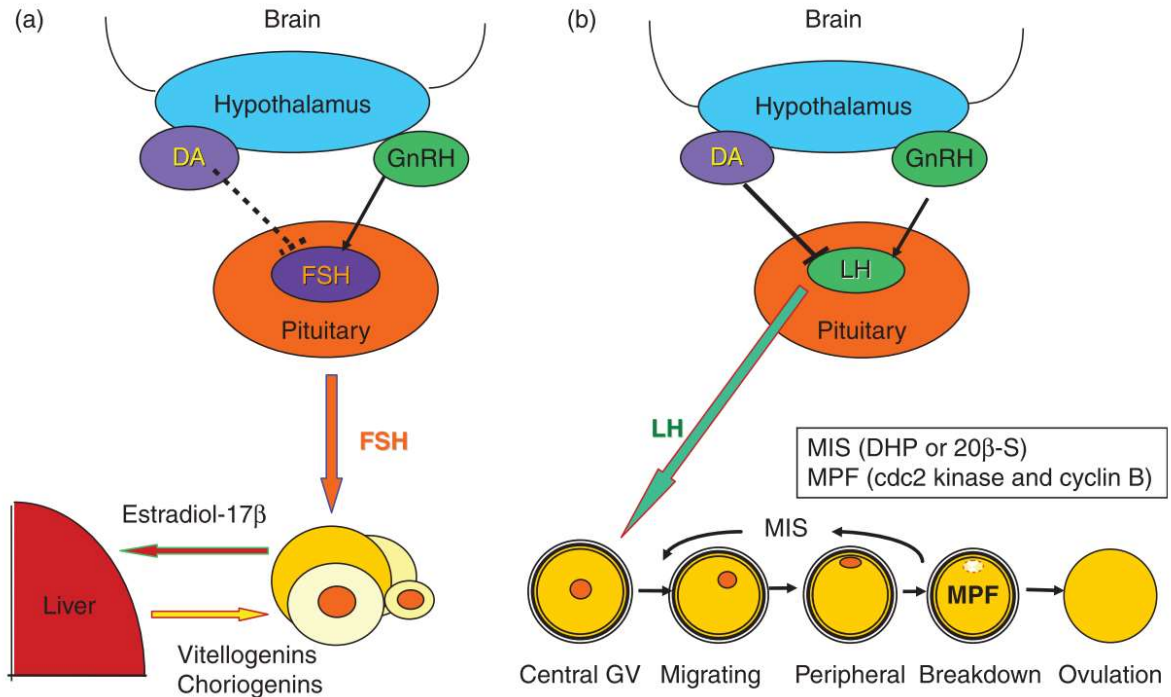 (a)
Brain
Hypothalamus
DA
GnRH
FSH
Pituitary
FSH
Estradiol-17β
Liver
Vitellogenins
Choriogenins
(b)
Brain
Hypothalamus
DA
GnRH
LH
Pituitary
LH
MIS (DHP or 20β-S)
MPF (cdc2 kinase and cyclin B)
MIS
MPF
Central GV
Migrating
Peripheral
Breakdown
Ovulation